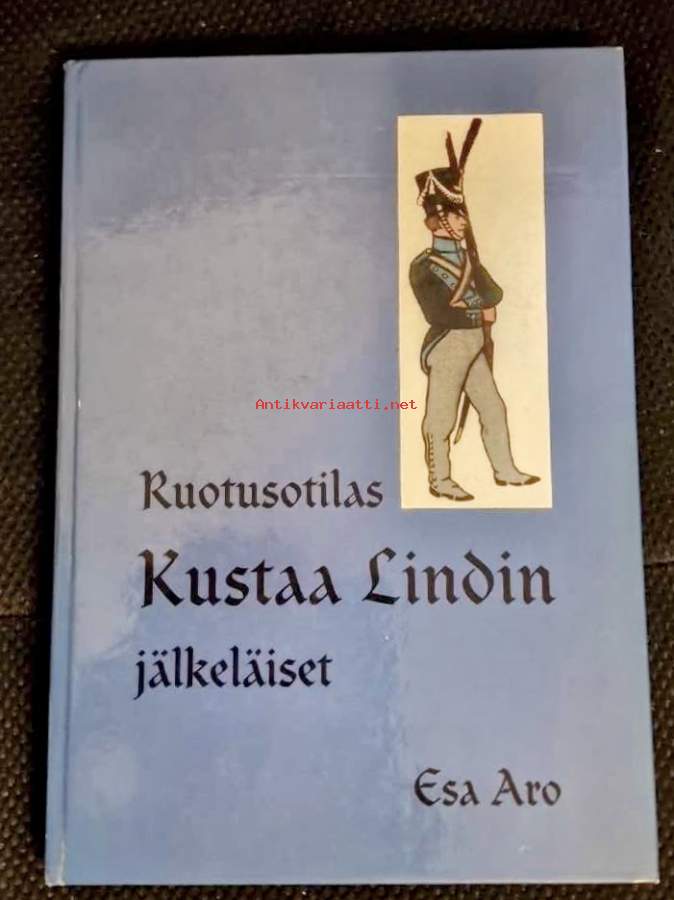 Antikvariaatti.net
Ruotusotilas
Kustaa Lindin
jälkeläiset
Esa Aro